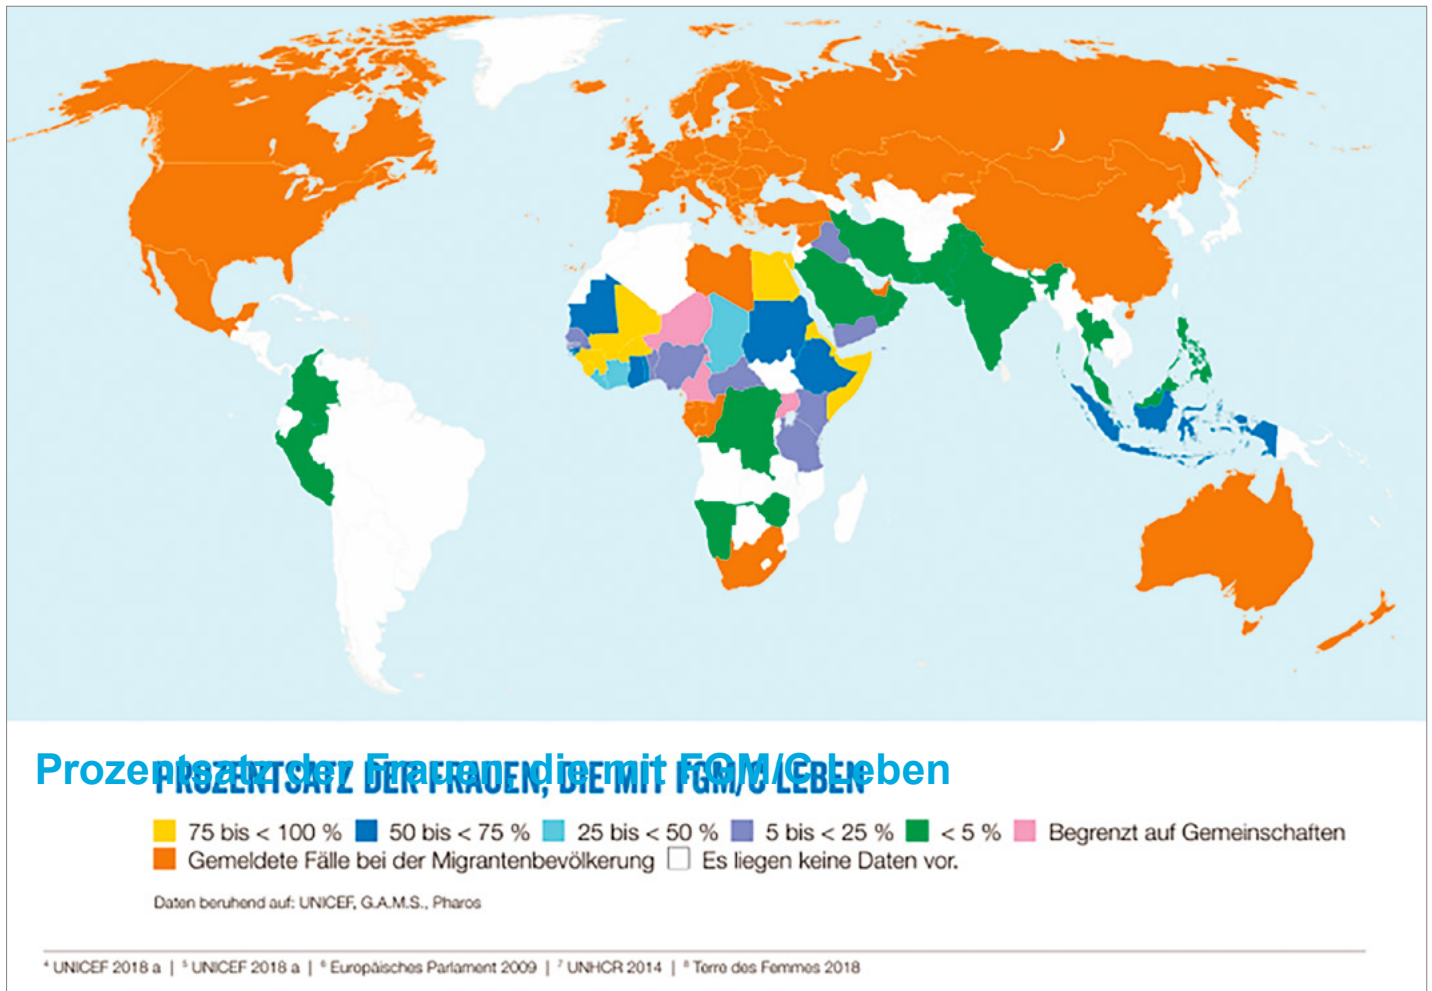 Prozentsatz der Frauen, die mit FGM/C Leben
PROZENTSATZ DER FRAUEN, DIE MIT FGM/C LEBEN
75 bis < 100 % 50 bis < 75 % 25 bis < 50 % 5 bis < 25 % < 5 % Begrenzt auf Gemeinschaften
Gemeldete Fälle bei der Migrantenbevölkerung Es liegen keine Daten vor.
Daten beruhend auf: UNICEF, G.A.M.S., Pharos
⁴ UNICEF 2018 a | ⁵ UNICEF 2018 a | ⁶ Europäisches Parlament 2009 | ⁷ UNHCR 2014 | ⁸ Terre des Femmes 2018